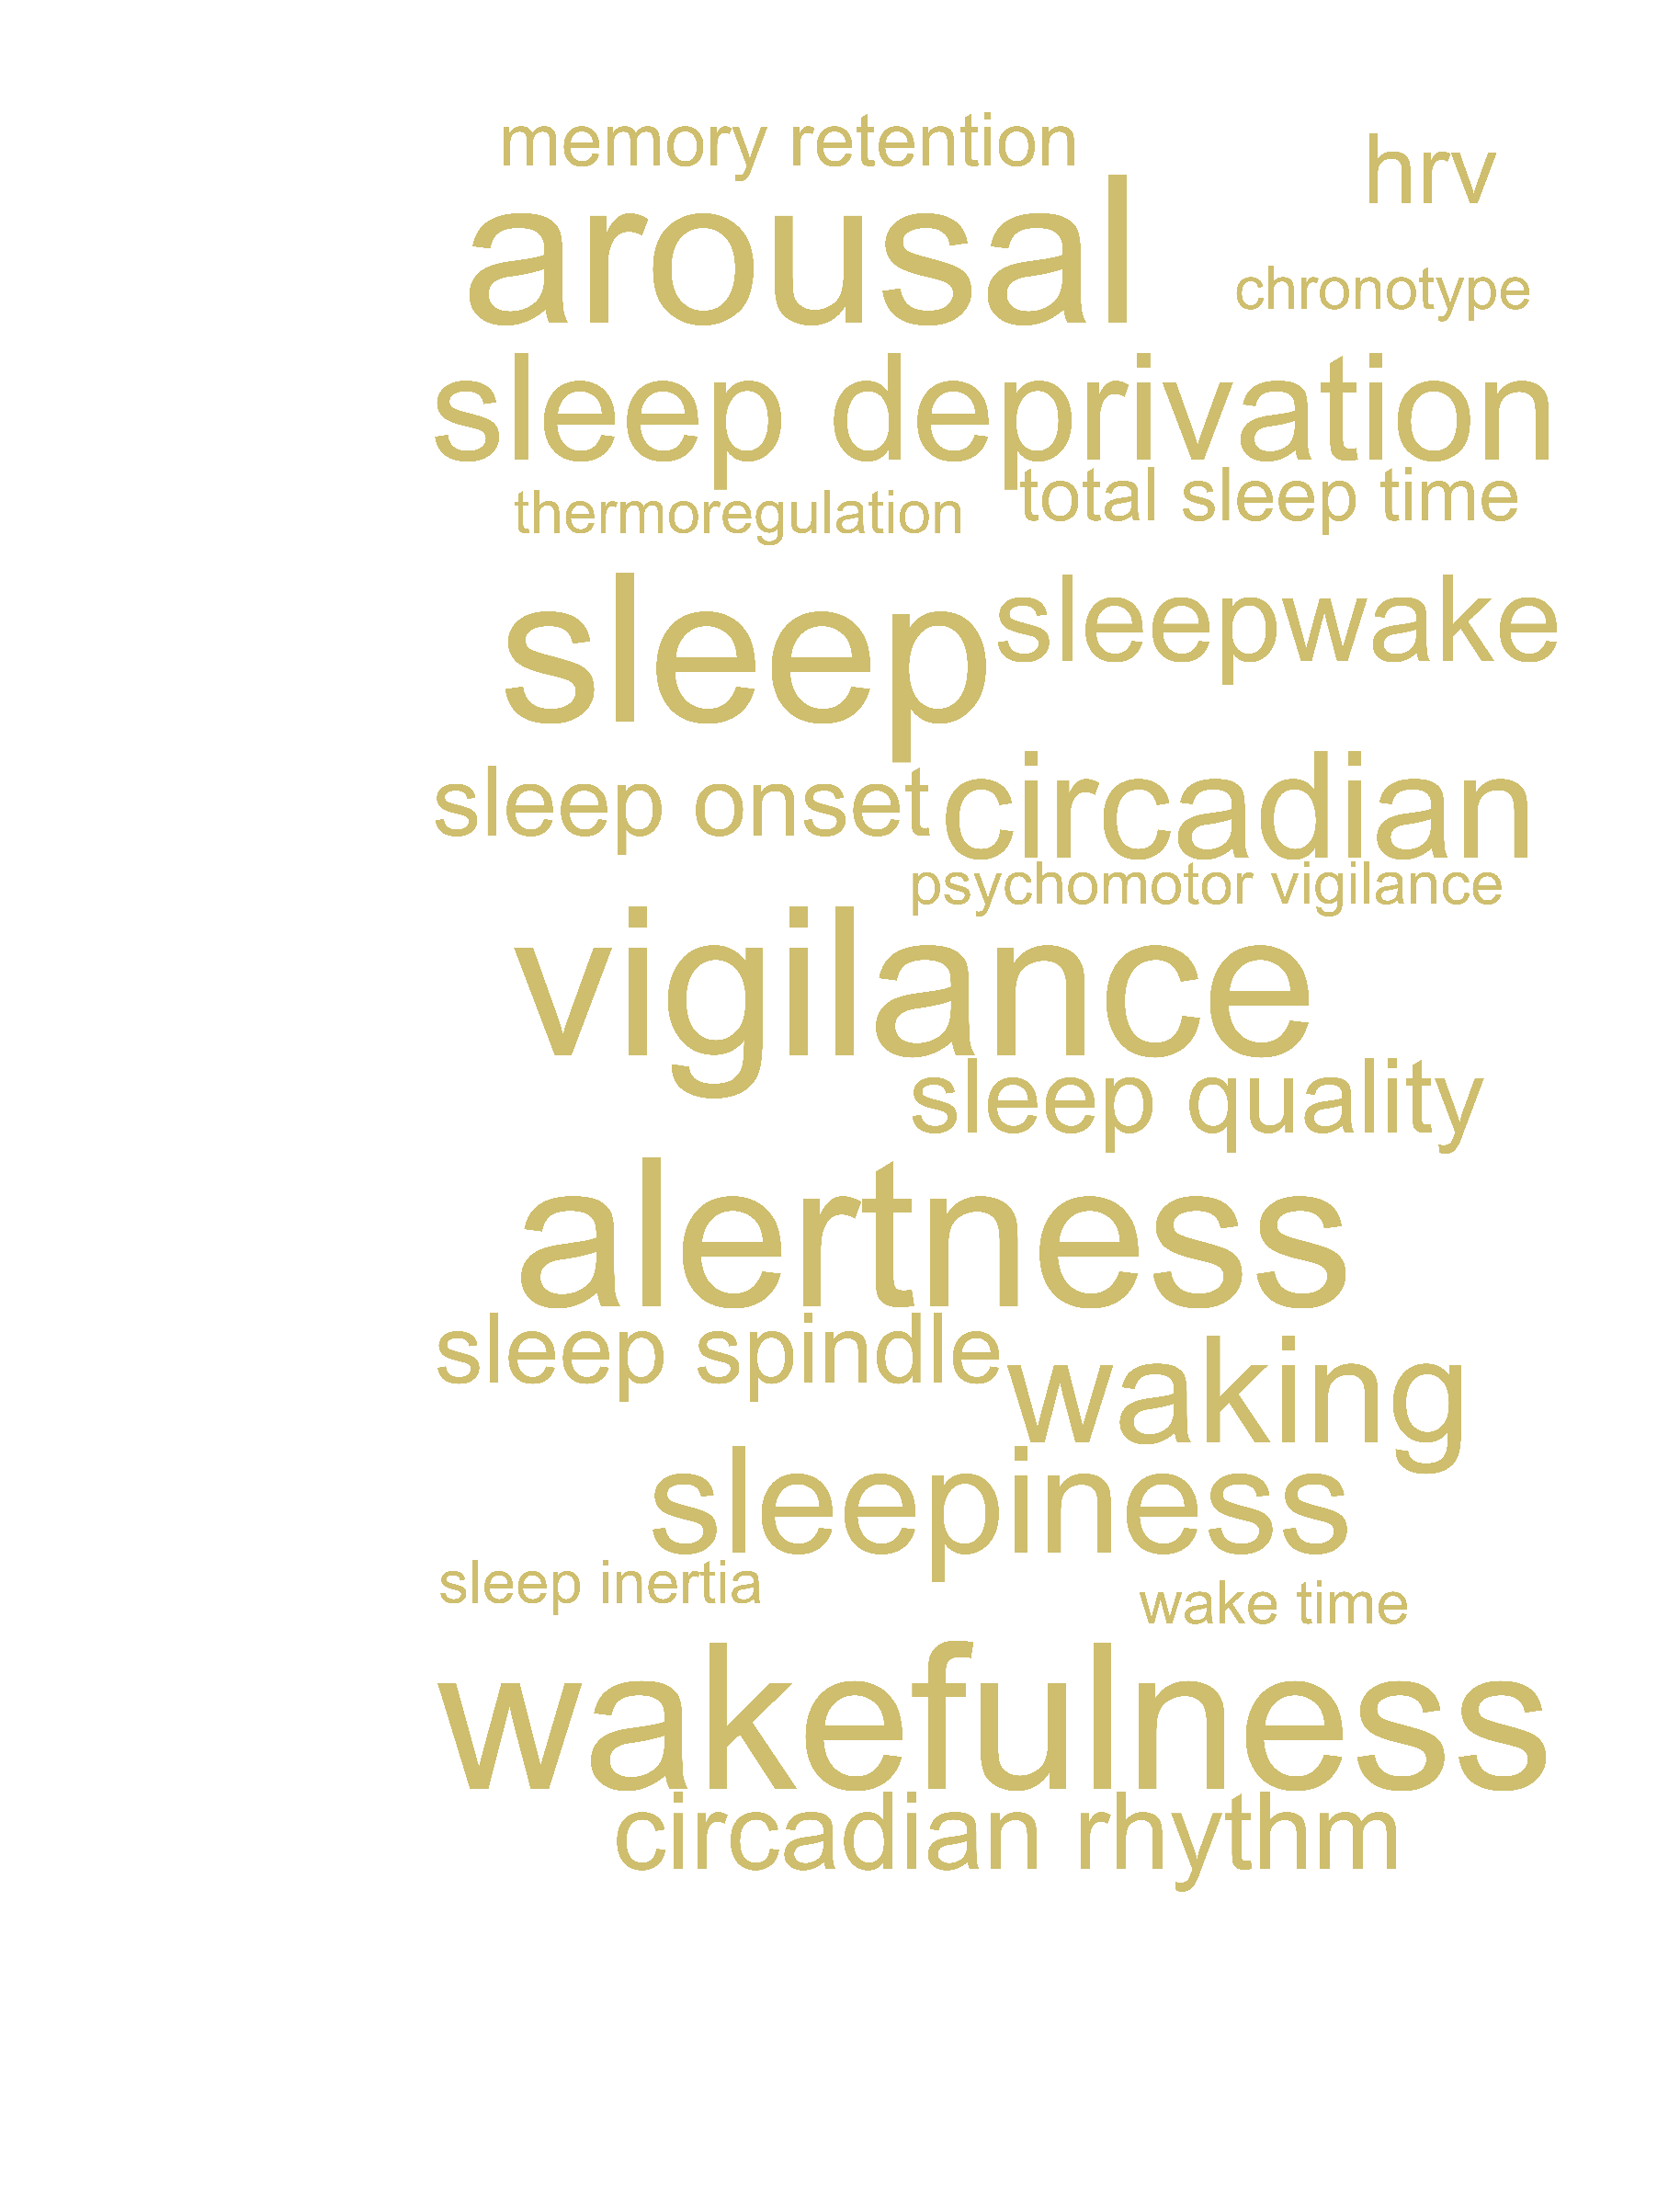 memory retention
hrv
arousal
chronotype
sleep deprivation
total sleep time
thermoregulation
sleep
sleepwake
sleep onset
circadian
psychomotor vigilance
vigilance
sleep quality
alertness
sleep spindle
waking
sleepiness
sleep inertia
wake time
wakefulness
circadian rhythm